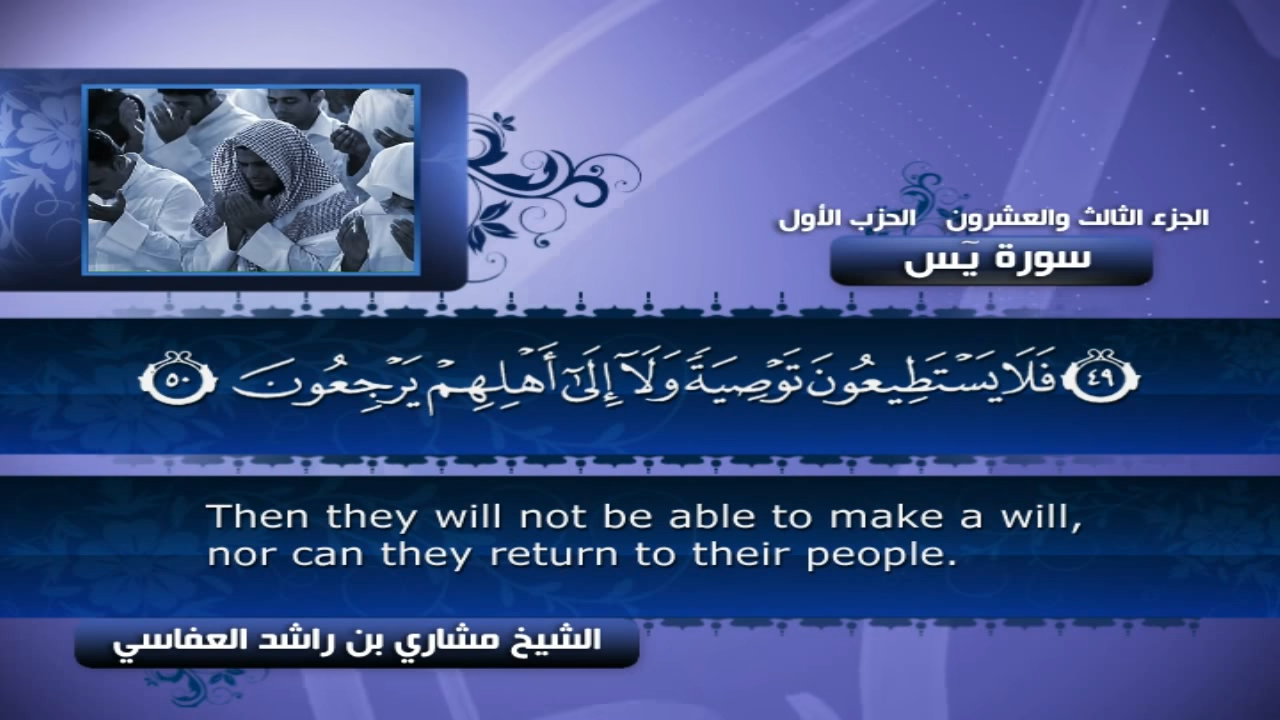 الجزء الثالث والعشرون الحزب الأول
سورة يٓس
٤٩ فَلَا يَسْتَطِيعُونَ تَوْصِيَةً وَلَآ إِلَىٰٓ أَهْلِهِمْ يَرْجِعُونَ ٥٠
Then they will not be able to make a will,
nor can they return to their people.
الشيخ مشاري بن راشد العفاسي